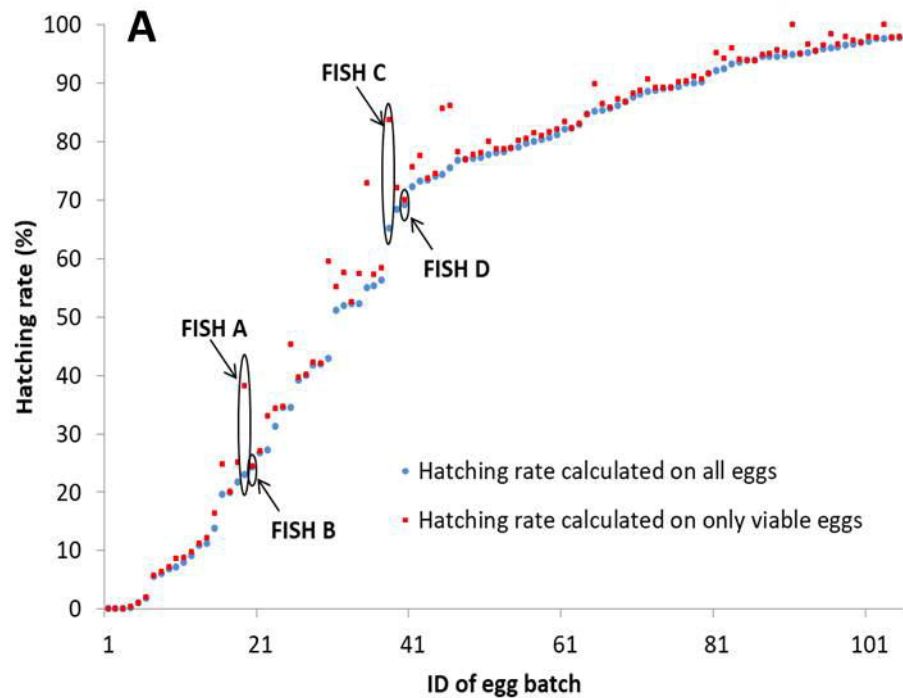 A
100
90
80
70
60
50
40
30
20
10
0
Hatching rate (%)
FISH C
FISH D
FISH A
FISH B
Hatching rate calculated on all eggs
Hatching rate calculated on only viable eggs
1 21 41 61 81 101
ID of egg batch